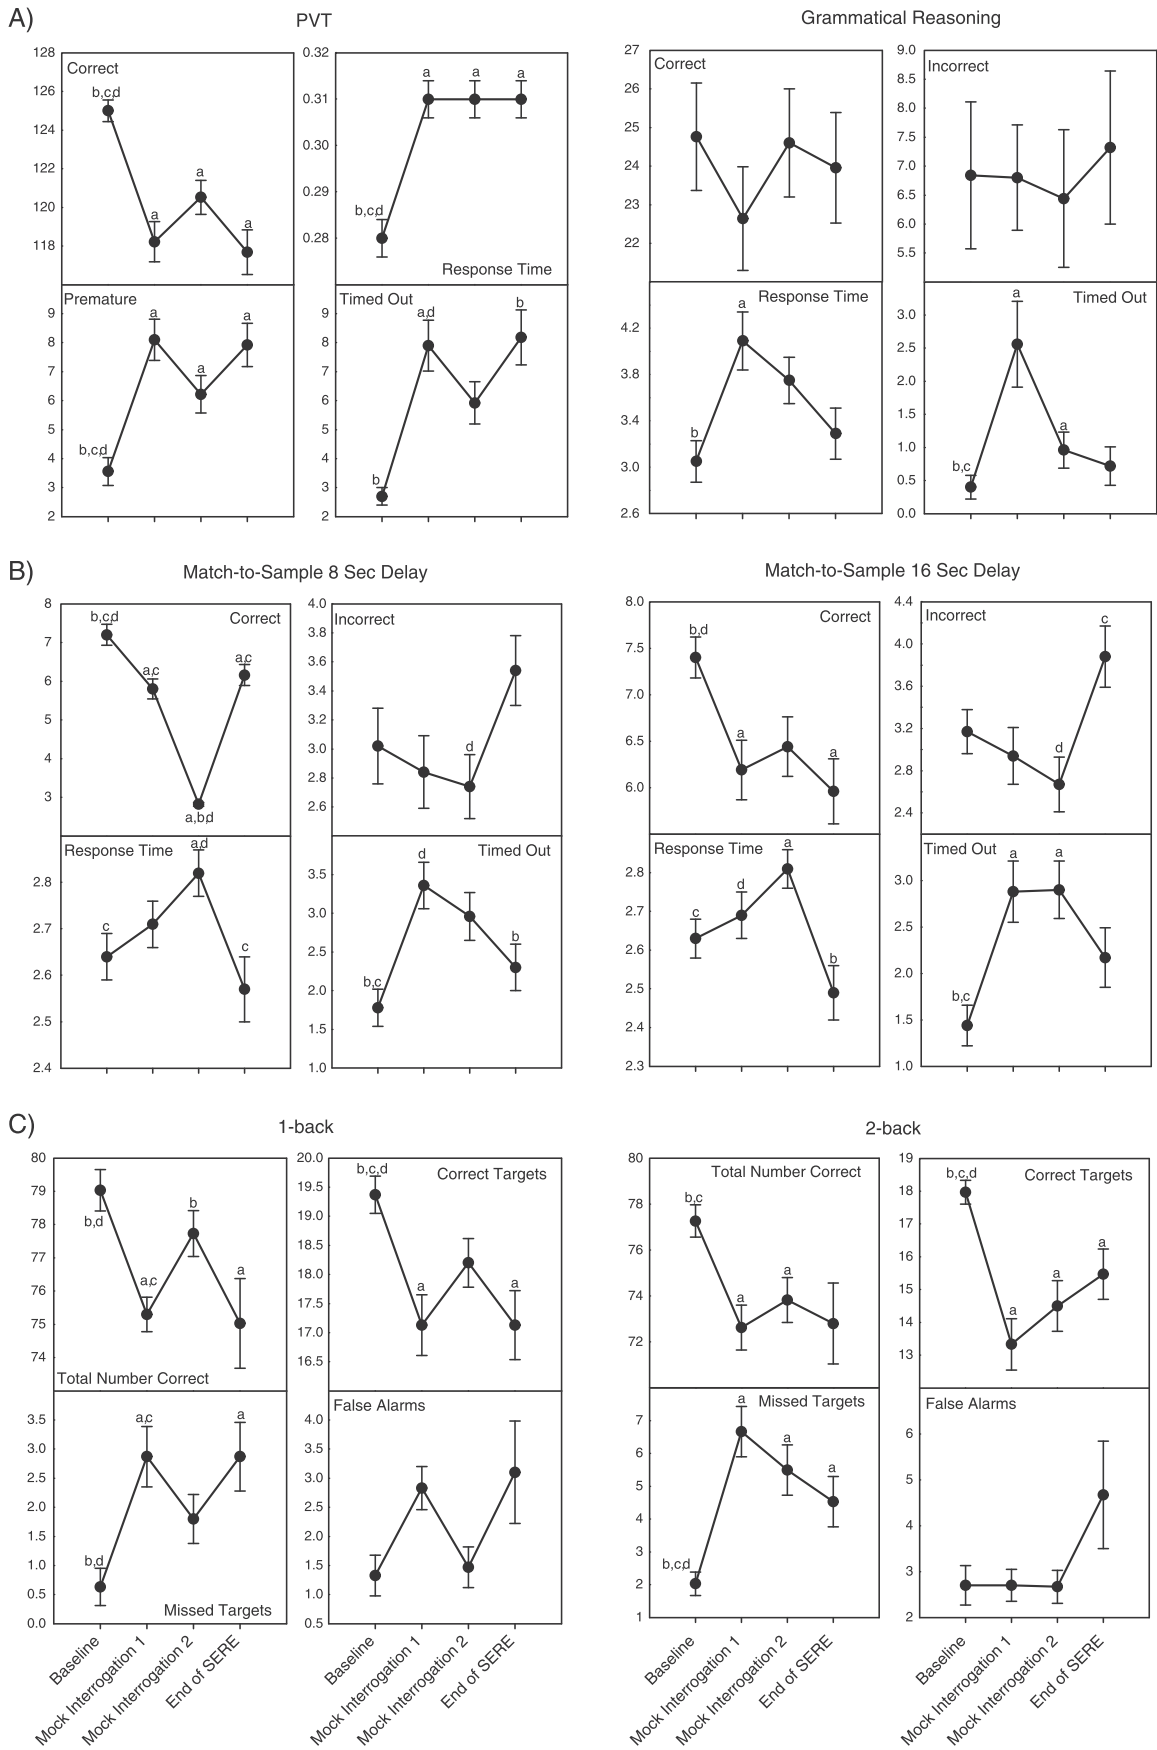 A)
PVT
Grammatical Reasoning
128
126
124
122
120
118
Correct
b,c,d
a
a
a
0.32
0.31
0.30
0.29
0.28
b,c,d
a
a
a
Response Time
27
26
25
24
23
22
Correct
9.0
8.5
8.0
7.5
7.0
6.5
6.0
5.5
Incorrect
Premature
9
8
7
6
5
4
3
2
b,c,d
a
a
a
Timed Out
9
8
7
6
5
4
3
2
b
a,d
b
Response Time
4.2
3.8
3.4
3.0
2.6
b
a
Timed Out
3.0
2.5
2.0
1.5
1.0
0.5
0.0
b,c
a
a
B)
Match-to-Sample 8 Sec Delay
Match-to-Sample 16 Sec Delay
8
7
6
5
4
3
Correct
b,c,d
a,c
a,b,d
a,c
4.0
3.8
3.6
3.4
3.2
3.0
2.8
2.6
Incorrect
d
8.0
7.5
7.0
6.5
6.0
Correct
b,d
a
a
4.4
4.0
3.6
3.2
2.8
2.4
Incorrect
d
c
Response Time
2.8
2.7
2.6
2.5
2.4
c
a,d
c
Timed Out
3.5
3.0
2.5
2.0
1.5
1.0
b,c
d
b
Response Time
2.8
2.7
2.6
2.5
2.4
2.3
c
d
a
b
Timed Out
3.0
2.5
2.0
1.5
1.0
b,c
a
a
C)
1-back
2-back
80
79
78
77
76
75
74
b,d
a,c
b
a
Total Number Correct
20.0
19.5
19.0
18.5
18.0
17.5
17.0
16.5
Correct Targets
b,c,d
a
a
80
78
76
74
72
Total Number Correct
b,c
a
a
19
18
17
16
15
14
13
Correct Targets
b,c,d
a
a
a
3.5
3.0
2.5
2.0
1.5
1.0
0.5
0.0
b,d
a,c
a
Missed Targets
False Alarms
4.0
3.5
3.0
2.5
2.0
1.5
1.0
0.5
Missed Targets
7
6
5
4
3
2
1
b,c,d
a
a
a
False Alarms
6
5
4
3
2
Baseline
Mock Interrogation 1
Mock Interrogation 2
End of SERE
Baseline
Mock Interrogation 1
Mock Interrogation 2
End of SERE
Baseline
Mock Interrogation 1
Mock Interrogation 2
End of SERE
Baseline
Mock Interrogation 1
Mock Interrogation 2
End of SERE